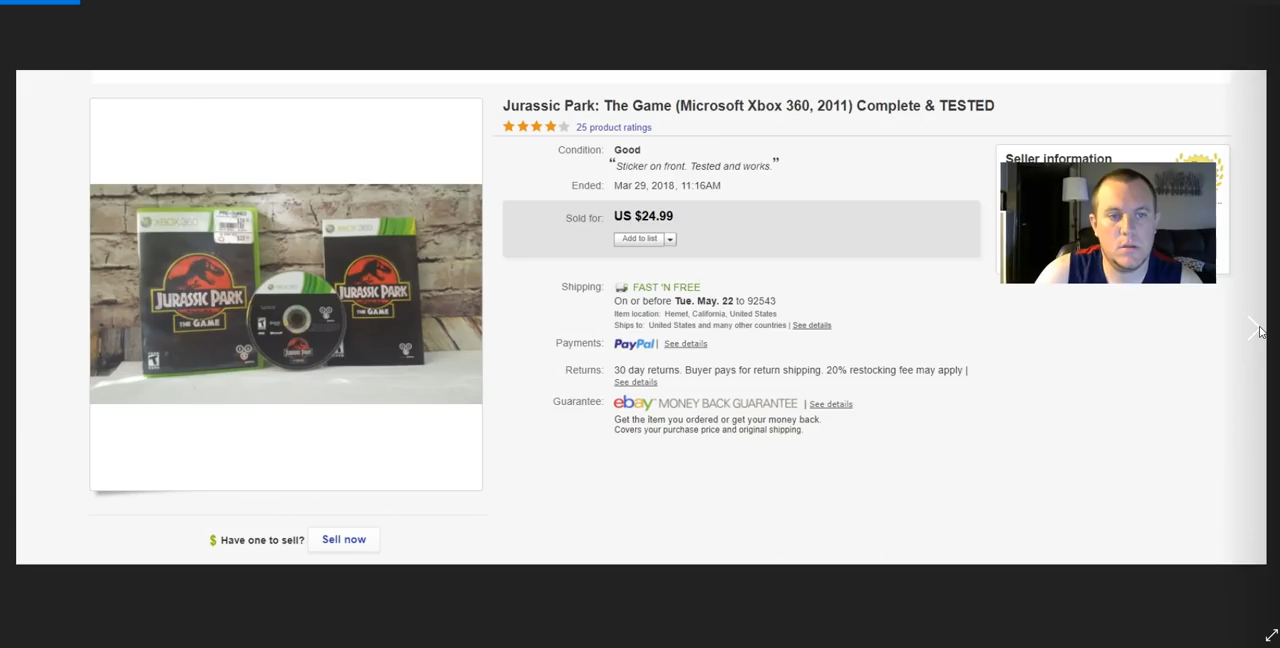 Jurassic Park: The Game (Microsoft Xbox 360, 2011) Complete & TESTED
25 product ratings
Condition: Good
“Sticker on front. Tested and works.”
Ended: Mar 29, 2018, 11:16AM
Sold for: US $24.99
Add to list
Shipping: FAST 'N FREE
On or before Tue. May. 22 to 92543
Item location: Hemet, California, United States
Ships to: United States and many other countries | See details
Payments: PayPal | See details
Returns: 30 day returns. Buyer pays for return shipping. 20% restocking fee may apply |
See details
Guarantee: ebay MONEY BACK GUARANTEE | See details
Get the item you ordered or get your money back.
Covers your purchase price and original shipping.
Seller information
XBOX 360
JURASSIC PARK
THE GAME
XBOX 360
JURASSIC PARK
THE GAME
$ Have one to sell? Sell now